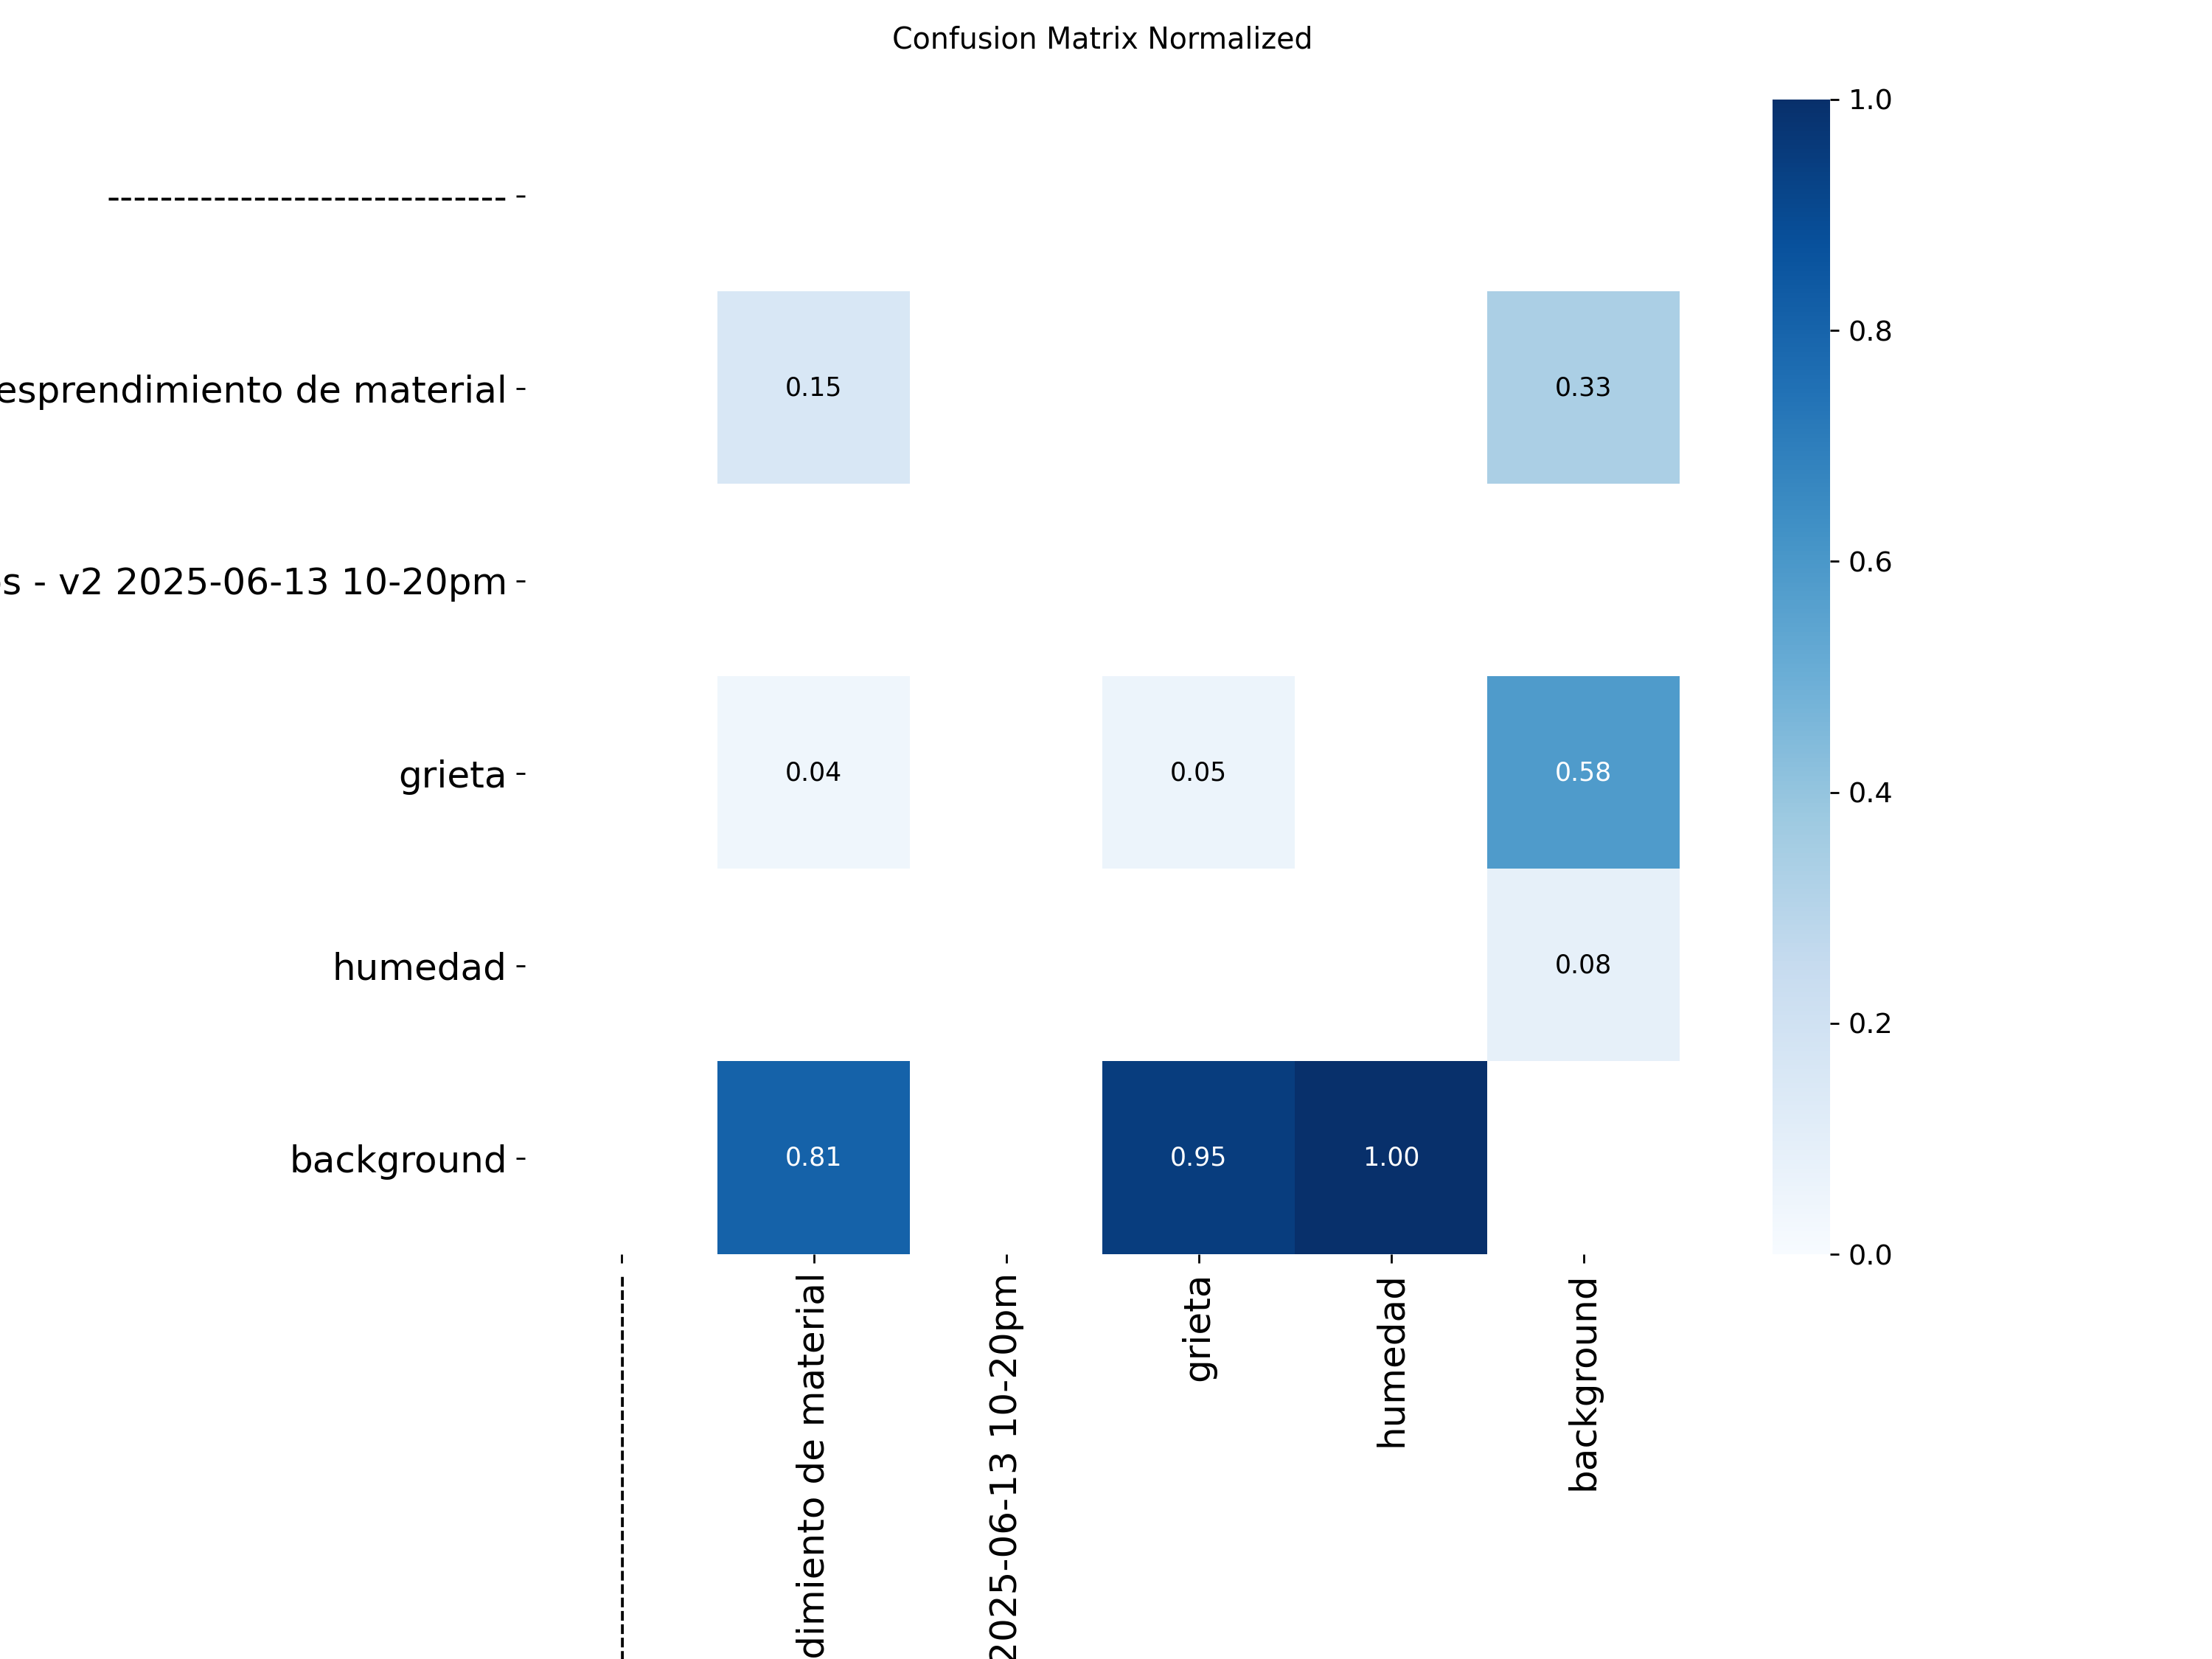 Confusion Matrix Normalized
1.0
------------------------------
0.8
esprendimiento de material
0.15
0.33
s - v2 2025-06-13 10-20pm
0.6
grieta
0.04
0.05
0.58
0.4
humedad
0.08
0.2
background
0.81
0.95
1.00
0.0
dimiento de material
2025-06-13 10-20pm
grieta
humedad
background